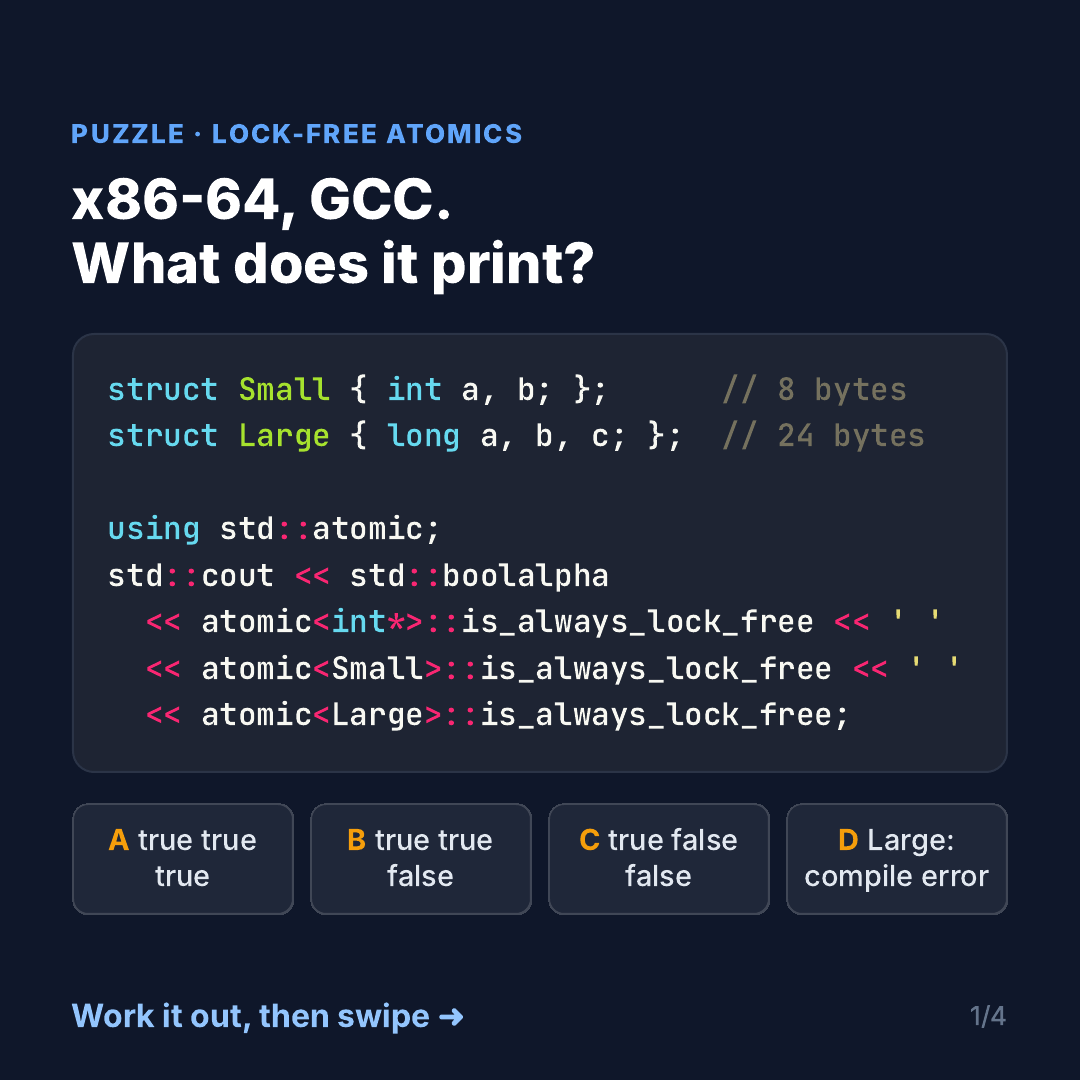 PUZZLE · LOCK-FREE ATOMICS
x86-64, GCC.
What does it print?
struct Small { int a, b; };      // 8 bytes
struct Large { long a, b, c; };  // 24 bytes
using std::atomic;
std::cout << std::boolalpha
  << atomic<int*>::is_always_lock_free << ' '
  << atomic<Small>::is_always_lock_free << ' '
  << atomic<Large>::is_always_lock_free;
A true true
true
B true true
false
C true false
false
D Large:
compile error
Work it out, then swipe ➜
1/4